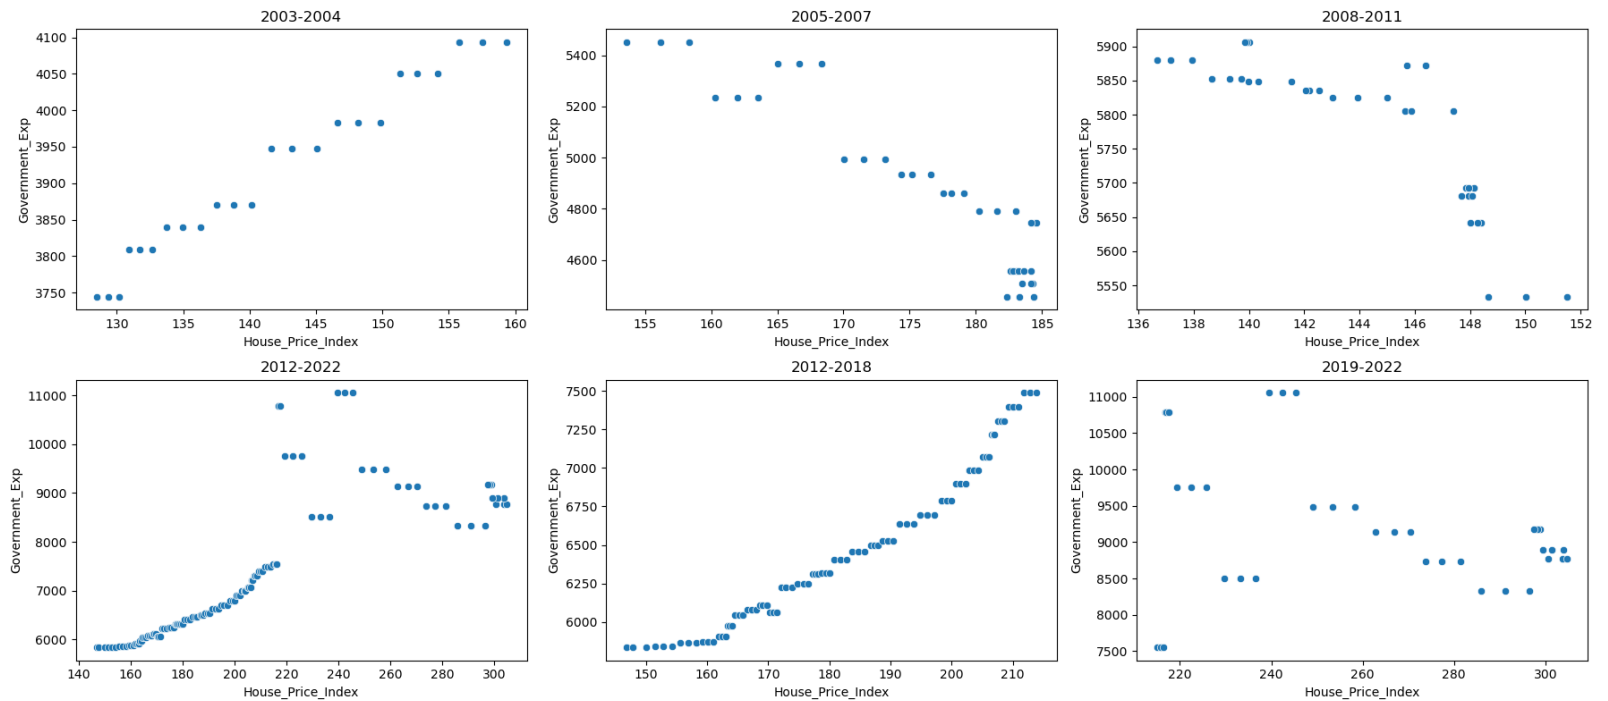 2003-2004
4100
4050
4000
3950
3900
3850
3800
3750
Government_Exp
130 135 140 145 150 155 160
House_Price_Index
2005-2007
5400
5200
5000
4800
4600
Government_Exp
155 160 165 170 175 180 185
House_Price_Index
2008-2011
5900
5850
5800
5750
5700
5650
5600
5550
Government_Exp
136 138 140 142 144 146 148 150 152
House_Price_Index
2012-2022
11000
10000
9000
8000
7000
6000
Government_Exp
140 160 180 200 220 240 260 280 300
House_Price_Index
2012-2018
7500
7250
7000
6750
6500
6250
6000
Government_Exp
150 160 170 180 190 200 210
House_Price_Index
2019-2022
11000
10500
10000
9500
9000
8500
8000
7500
Government_Exp
220 240 260 280 300
House_Price_Index